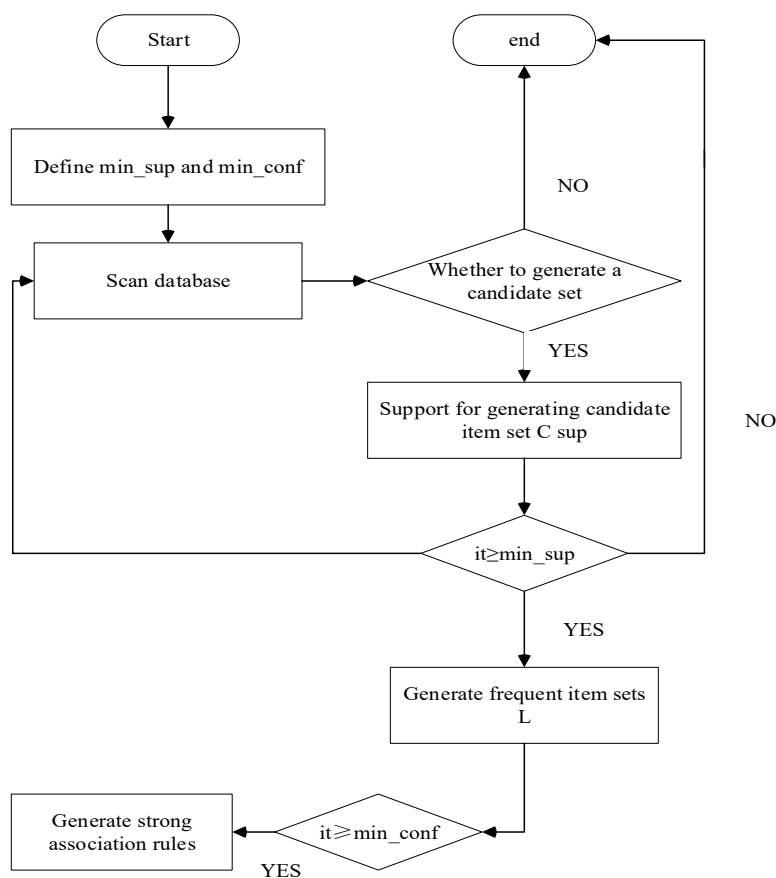 Start
end
Define min_sup and min_conf
NO
Scan database
Whether to generate a
candidate set
YES
Support for generating candidate
item set C sup
NO
it≥min_sup
YES
Generate frequent item sets
L
Generate strong
association rules
it≥min_conf
YES